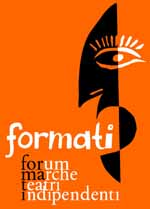 formati
forum
marche
teatri
indipendenti